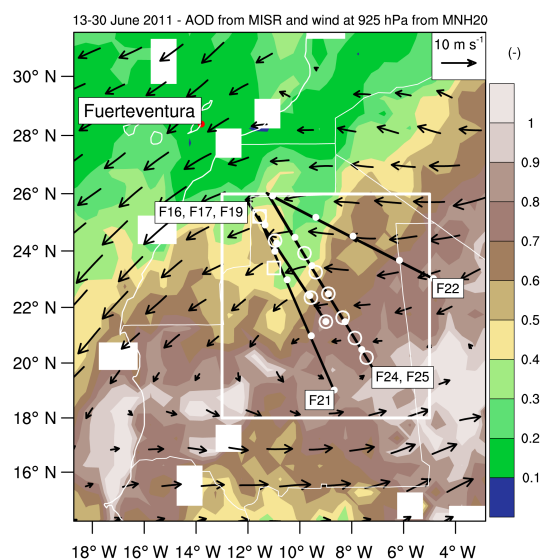 13-30 June 2011 - AOD from MISR and wind at 925 hPa from MNH20
10 m s⁻¹
(-)
30° N
Fuerteventura
28° N
26° N
F16, F17, F19
24° N
F22
22° N
20° N
F24, F25
F21
18° N
16° N
1
0.9
0.8
0.7
0.6
0.5
0.4
0.3
0.2
0.1
18° W 16° W 14° W 12° W 10° W 8° W 6° W 4° W